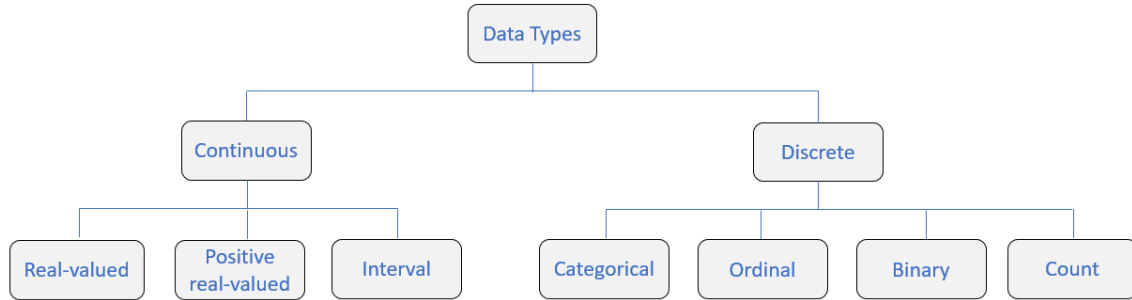 Data Types
Continuous
Discrete
Real-valued
Positive
real-valued
Interval
Categorical
Ordinal
Binary
Count